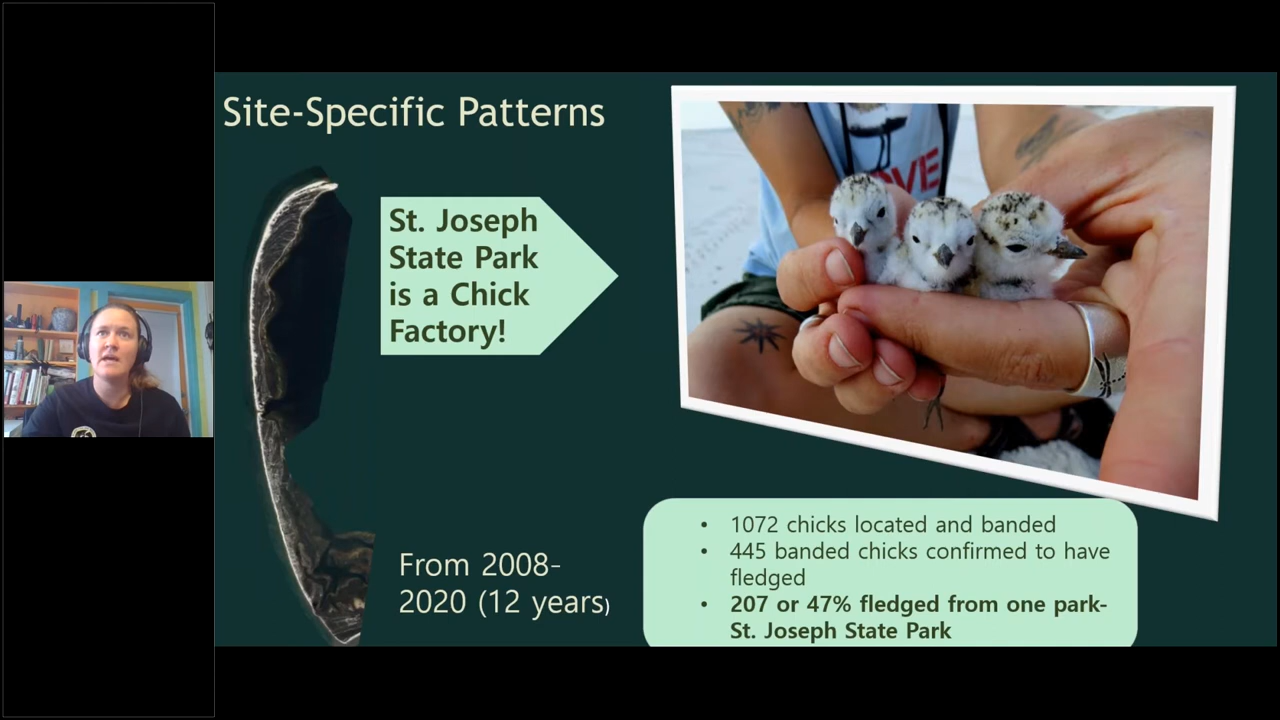 Site-Specific Patterns
St. Joseph
State Park
is a Chick
Factory!
OVE
From 2008-
2020 (12 years)
• 1072 chicks located and banded
• 445 banded chicks confirmed to have
fledged
• 207 or 47% fledged from one park-
St. Joseph State Park